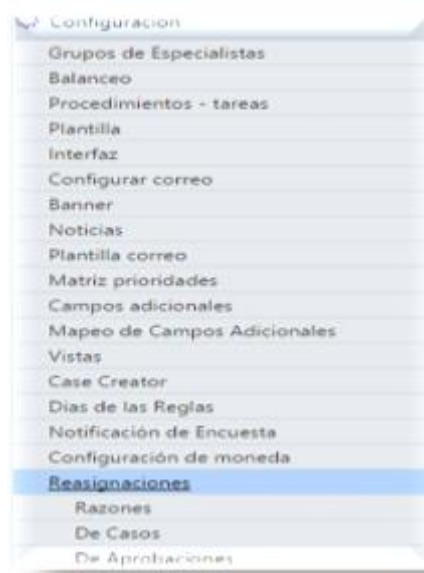 Configuración
Grupos de Especialistas
Balanceo
Procedimientos - tareas
Plantilla
Interfaz
Configurar correo
Banner
Noticias
Plantilla correo
Matriz prioridades
Campos adicionales
Mapeo de Campos Adicionales
Vistas
Case Creator
Dias de las Reglas
Notificación de Encuesta
Configuración de moneda
Reasignaciones
Razones
De Casos
De Aprobaciones